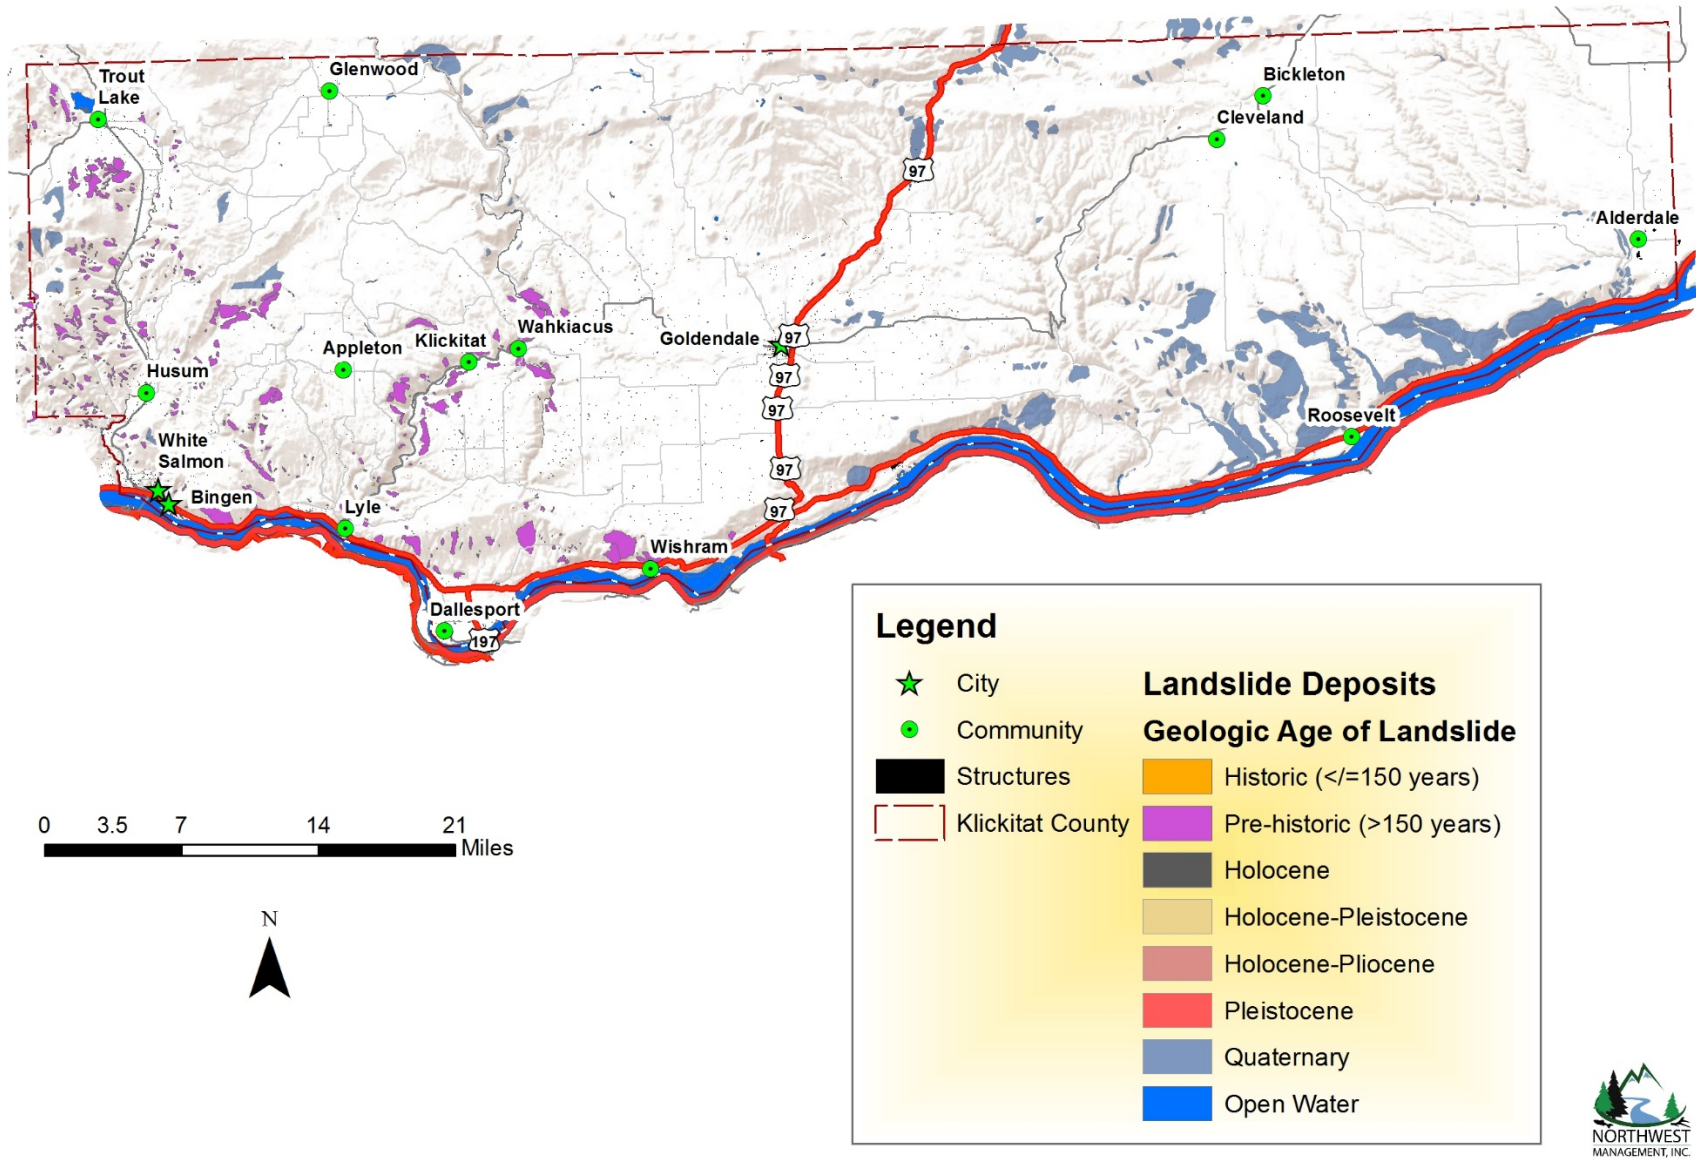 Trout
Lake
Glenwood
Bickleton
Cleveland
97
Alderdale
Wahkiacus
Klickitat
Appleton
Goldendale
97
Husum
97
97
Roosevelt
White
Salmon
97
Bingen
Lyle
97
Wishram
Dallesport
197
Legend
City
Community
Structures
Klickitat County
Landslide Deposits
Geologic Age of Landslide
Historic (</=150 years)
Pre-historic (>150 years)
Holocene
Holocene-Pleistocene
Holocene-Pliocene
Pleistocene
Quaternary
Open Water
0 3.5 7 14 21
Miles
N
NORTHWEST
MANAGEMENT, INC.